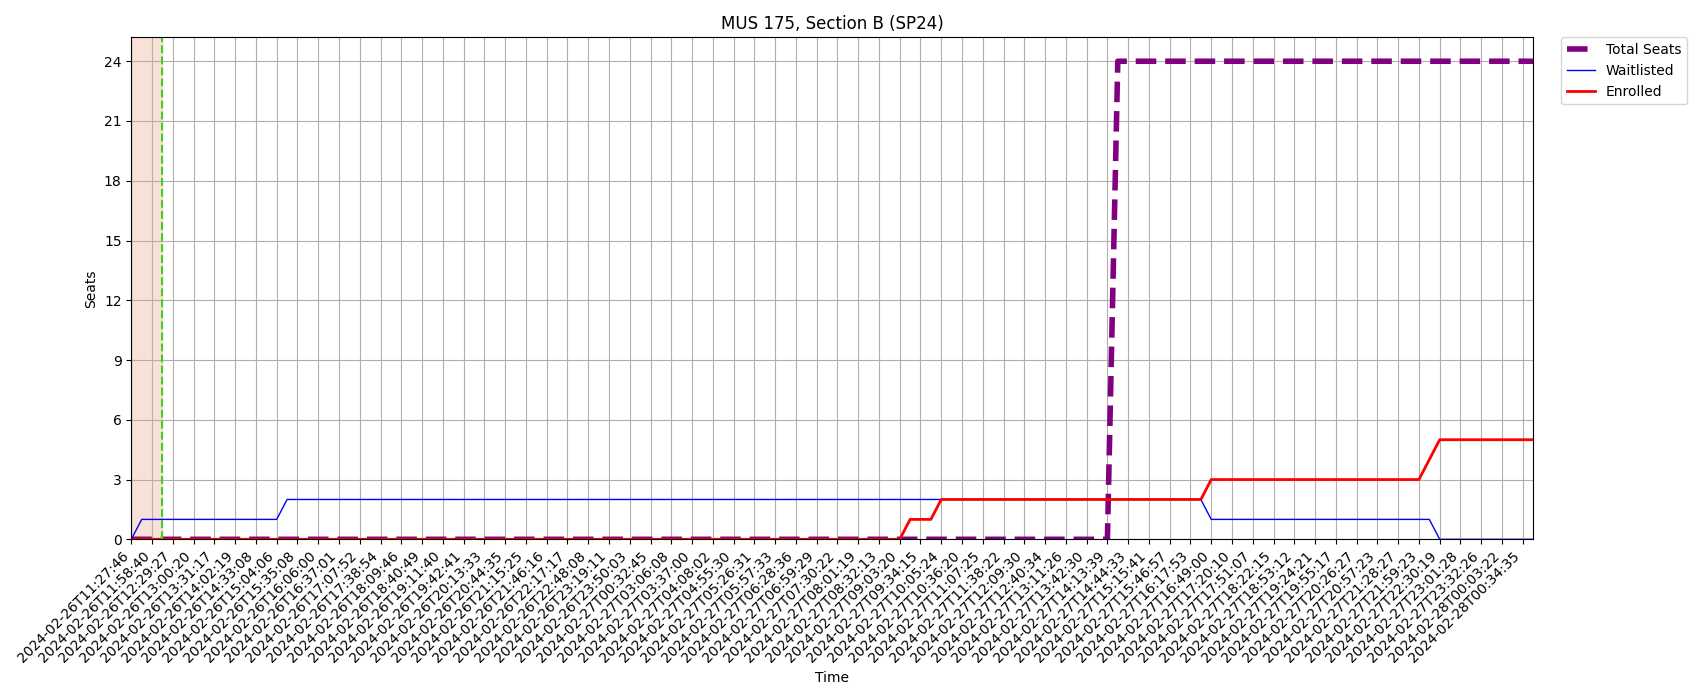 MUS 175, Section B (SP24)
Total Seats
Waitlisted
Enrolled
Seats
24
21
18
15
12
9
6
3
0
2024-02-26T11:27:46
2024-02-26T11:58:40
2024-02-26T12:29:27
2024-02-26T13:00:20
2024-02-26T13:31:17
2024-02-26T14:02:19
2024-02-26T14:33:08
2024-02-26T15:04:06
2024-02-26T15:35:08
2024-02-26T16:06:00
2024-02-26T16:37:01
2024-02-26T17:07:52
2024-02-26T17:38:54
2024-02-26T18:09:46
2024-02-26T18:40:49
2024-02-26T19:11:40
2024-02-26T19:42:41
2024-02-26T20:13:33
2024-02-26T20:44:35
2024-02-26T21:15:25
2024-02-26T21:46:16
2024-02-26T22:17:17
2024-02-26T22:48:08
2024-02-26T23:19:11
2024-02-26T23:50:03
2024-02-27T00:32:45
2024-02-27T03:06:08
2024-02-27T03:37:00
2024-02-27T04:08:02
2024-02-27T04:55:30
2024-02-27T05:26:31
2024-02-27T05:57:33
2024-02-27T06:28:36
2024-02-27T06:59:29
2024-02-27T07:30:22
2024-02-27T08:01:19
2024-02-27T08:32:13
2024-02-27T09:03:20
2024-02-27T09:34:15
2024-02-27T10:05:24
2024-02-27T10:36:20
2024-02-27T11:07:25
2024-02-27T11:38:22
2024-02-27T12:09:30
2024-02-27T12:40:34
2024-02-27T13:11:26
2024-02-27T13:42:30
2024-02-27T14:13:39
2024-02-27T14:44:33
2024-02-27T15:15:41
2024-02-27T15:46:57
2024-02-27T16:17:53
2024-02-27T16:49:00
2024-02-27T17:20:10
2024-02-27T17:51:07
2024-02-27T18:22:15
2024-02-27T18:53:12
2024-02-27T19:24:21
2024-02-27T19:55:17
2024-02-27T20:26:27
2024-02-27T20:57:23
2024-02-27T21:28:27
2024-02-27T21:59:23
2024-02-27T22:30:19
2024-02-27T23:01:28
2024-02-27T23:32:26
2024-02-28T00:03:22
2024-02-28T00:34:35
Time